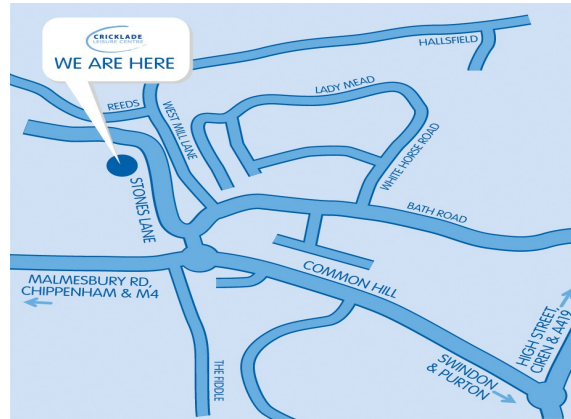 CRICKLADE
LEISURE CENTRE
WE ARE HERE
HALLSFIELD
LADY MEAD
REEDS
WEST MILL LANE
WHITE HORSE ROAD
STONES LANE
BATH ROAD
COMMON HILL
MALMESBURY RD,
CHIPPENHAM & M4
HIGH STREET,
CIREN & A419
SWINDON
& PURTON
THE FIDDLE